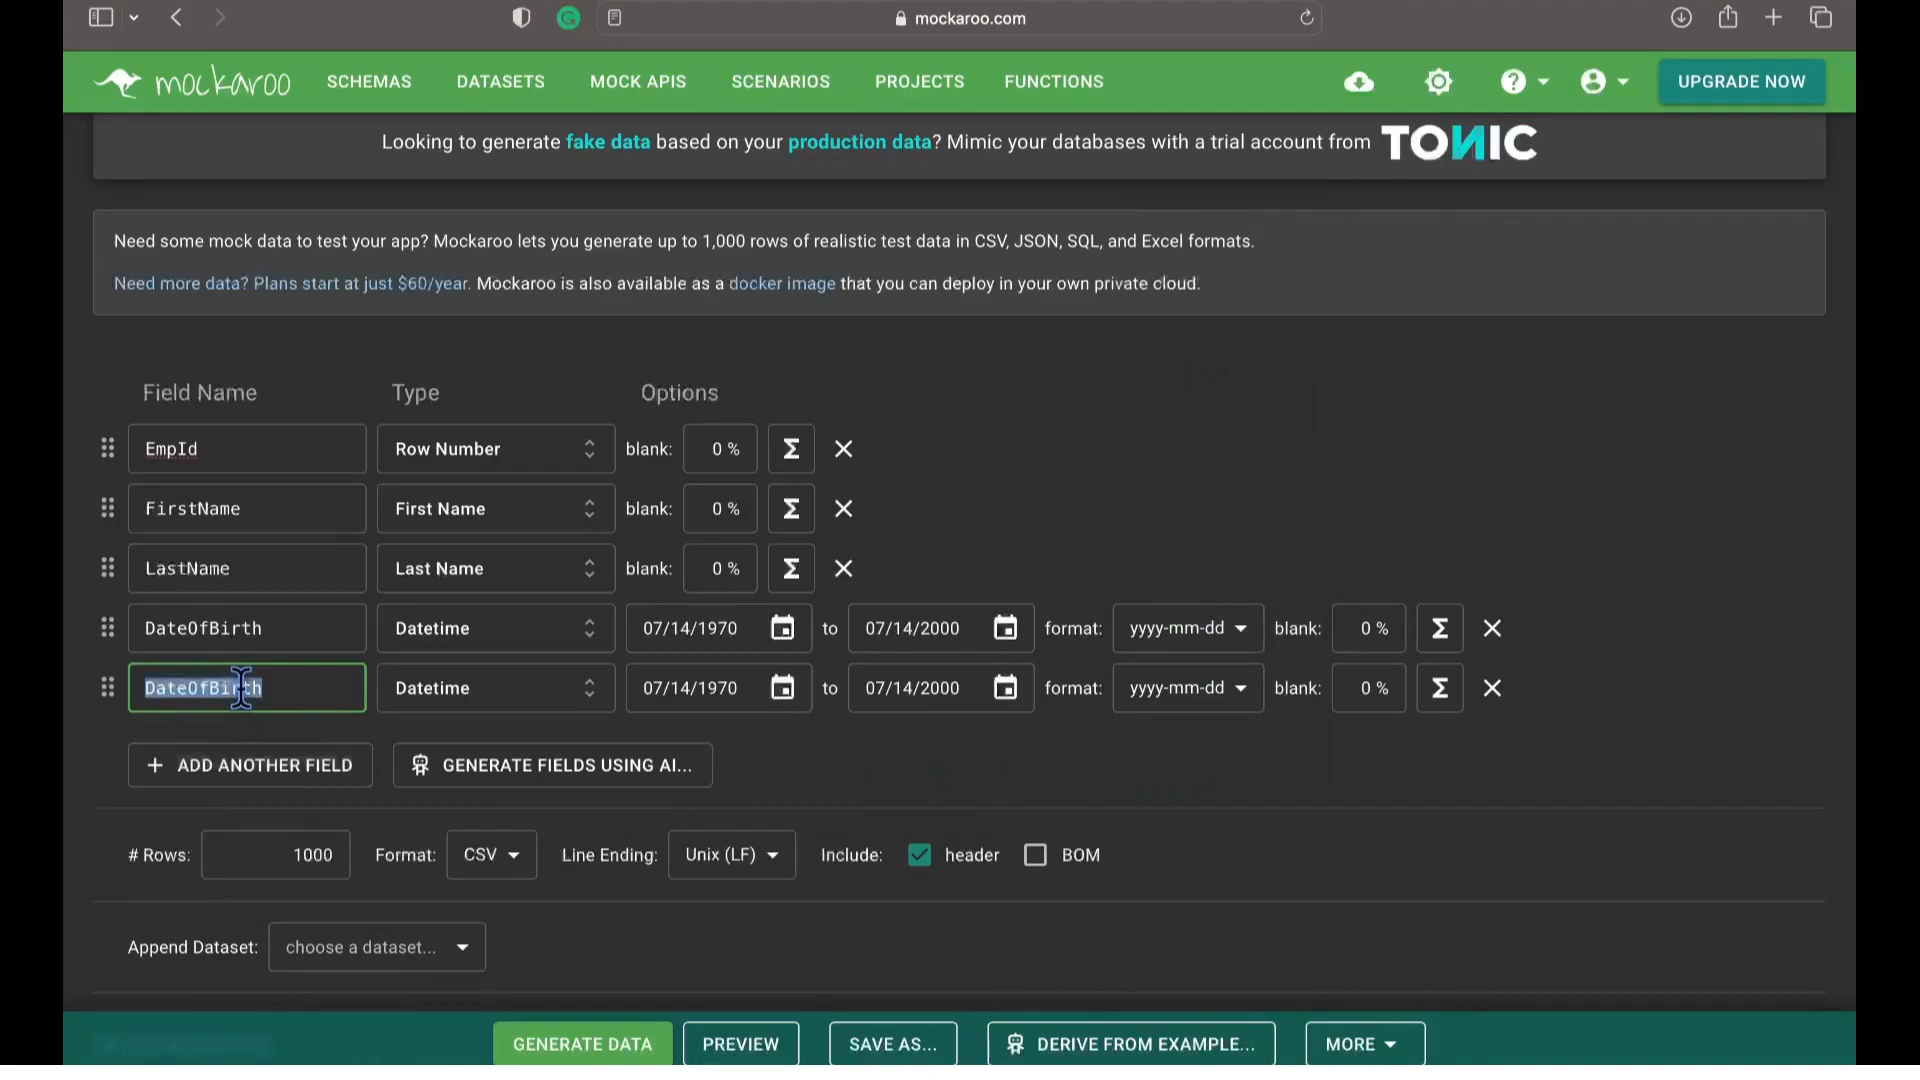 mockaroo.com
mockaroo SCHEMAS DATASETS MOCK APIS SCENARIOS PROJECTS FUNCTIONS UPGRADE NOW
Looking to generate fake data based on your production data? Mimic your databases with a trial account from TONIC
Need some mock data to test your app? Mockaroo lets you generate up to 1,000 rows of realistic test data in CSV, JSON, SQL, and Excel formats.
Need more data? Plans start at just $60/year. Mockaroo is also available as a docker image that you can deploy in your own private cloud.
Field Name Type Options
EmpId Row Number blank: 0 %
FirstName First Name blank: 0 %
LastName Last Name blank: 0 %
DateOfBirth Datetime 07/14/1970 to 07/14/2000 format: yyyy-mm-dd blank: 0 %
DateOfBirth Datetime 07/14/1970 to 07/14/2000 format: yyyy-mm-dd blank: 0 %
+ ADD ANOTHER FIELD GENERATE FIELDS USING AI...
# Rows: 1000 Format: CSV Line Ending: Unix (LF) Include: header BOM
Append Dataset: choose a dataset...
GENERATE DATA PREVIEW SAVE AS... DERIVE FROM EXAMPLE... MORE